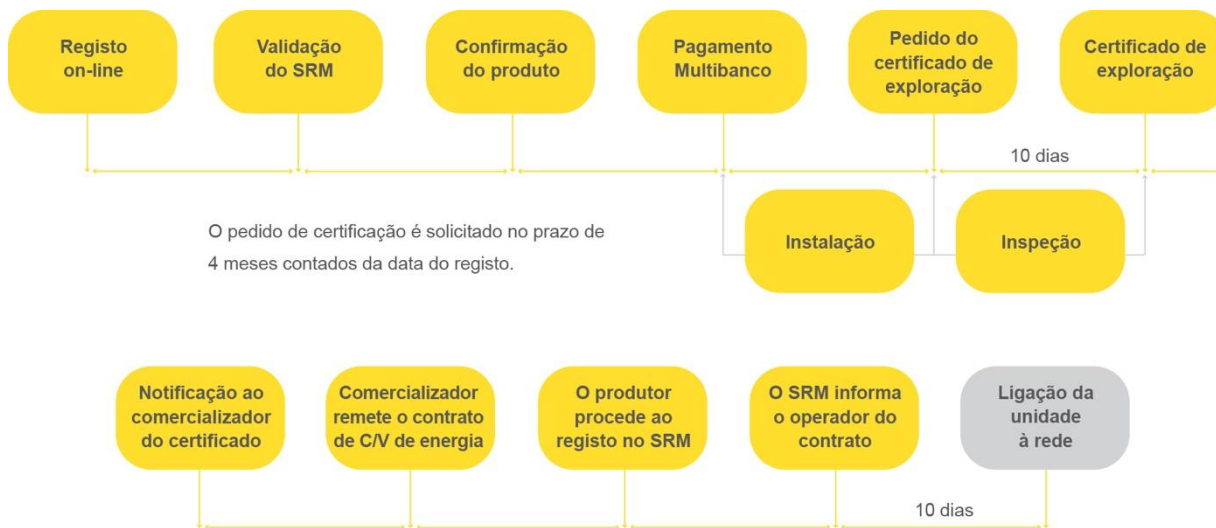 Registo
on-line
Validação
do SRM
Confirmação
do produto
Pagamento
Multibanco
Pedido do
certificado de
exploração
Certificado de
exploração
10 dias
O pedido de certificação é solicitado no prazo de
4 meses contados da data do registo.
Instalação
Inspeção
Notificação ao
comercializador
do certificado
Comercializador
remete o contrato
de C/V de energia
O produtor
procede ao
registo no SRM
O SRM informa
o operador do
contrato
Ligação da
unidade
à rede
10 dias